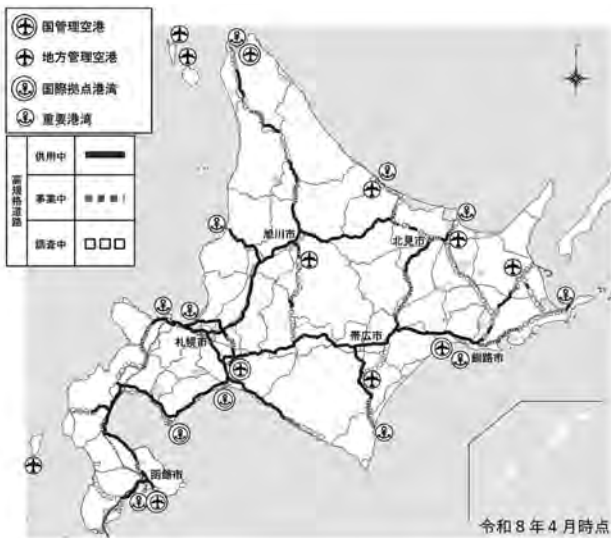 国管理空港
地方管理空港
国際拠点港湾
重要港湾
高規格道路
供用中
事業中
調査中
旭川市
北見市
札幌市
帯広市
釧路市
函館市
令和8年4月時点